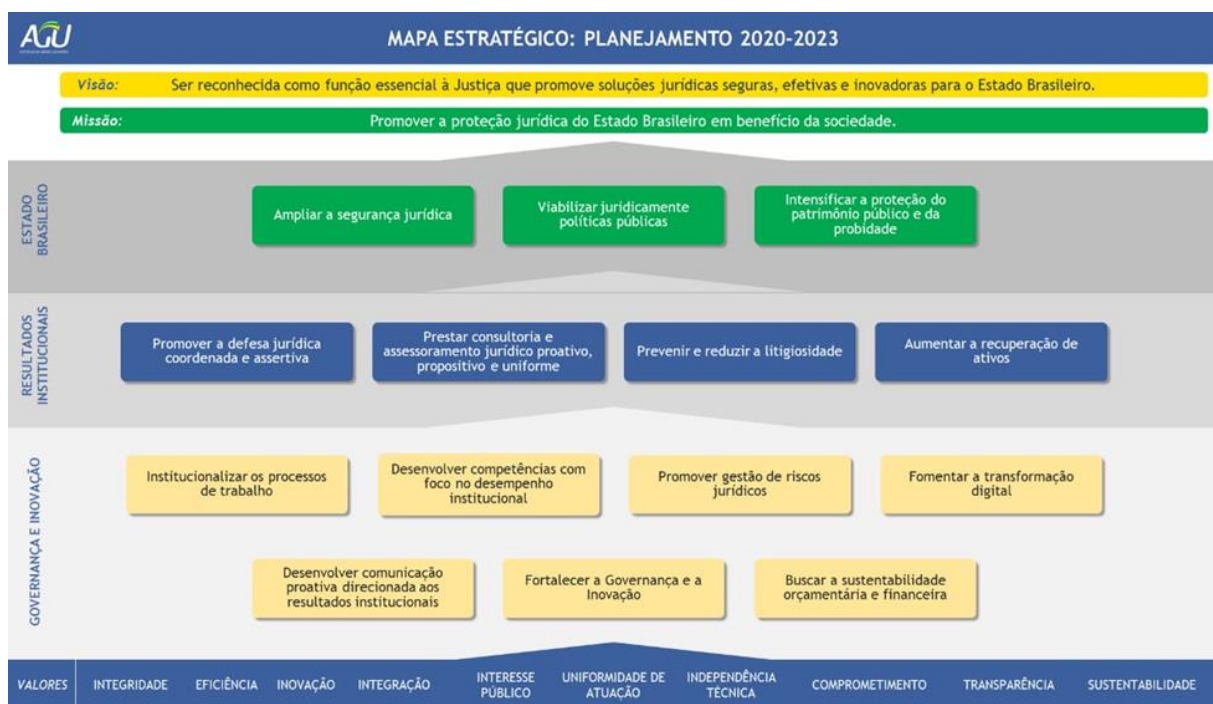 AGU
MAPA ESTRATÉGICO: PLANEJAMENTO 2020-2023
Visão: Ser reconhecida como função essencial à Justiça que promove soluções jurídicas seguras, efetivas e inovadoras para o Estado Brasileiro.
Missão: Promover a proteção jurídica do Estado Brasileiro em benefício da sociedade.
ESTADO
BRASILEIRO
Ampliar a segurança jurídica
Viabilizar juridicamente
políticas públicas
Intensificar a proteção do
patrimônio público e da
probidade
RESULTADOS
INSTITUCIONAIS
Promover a defesa jurídica
coordenada e assertiva
Prestar consultoria e
assessoramento jurídico proativo,
propositivo e uniforme
Prevenir e reduzir a litigiosidade
Aumentar a recuperação de
ativos
GOVERNANÇA E INOVAÇÃO
Institucionalizar os processos
de trabalho
Desenvolver competências com
foco no desempenho
institucional
Promover gestão de riscos
jurídicos
Fomentar a transformação
digital
Desenvolver comunicação
proativa direcionada aos
resultados institucionais
Fortalecer a Governança e a
Inovação
Buscar a sustentabilidade
orçamentária e financeira
VALORES
INTEGRIDADE
EFICIÊNCIA
INOVAÇÃO
INTEGRAÇÃO
INTERESSE
PÚBLICO
UNIFORMIDADE DE
ATUAÇÃO
INDEPENDÊNCIA
TÉCNICA
COMPROMETIMENTO
TRANSPARÊNCIA
SUSTENTABILIDADE